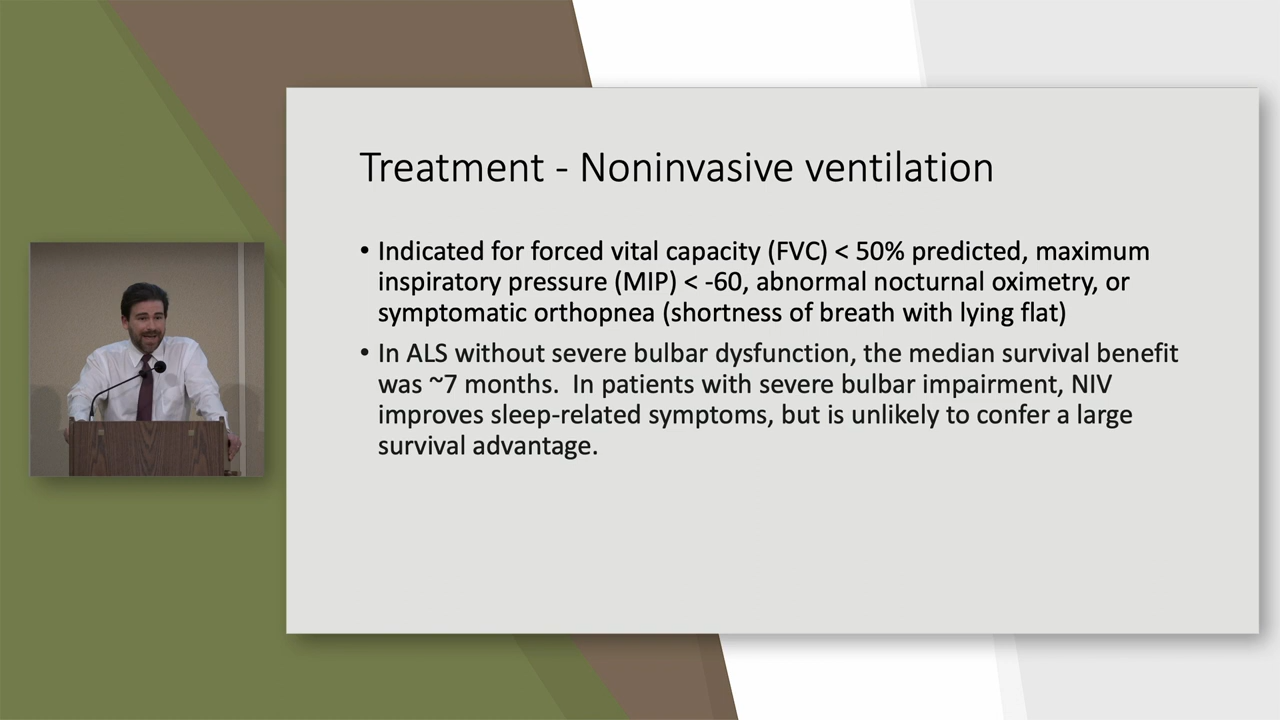 Treatment - Noninvasive ventilation
• Indicated for forced vital capacity (FVC) < 50% predicted, maximum
inspiratory pressure (MIP) < -60, abnormal nocturnal oximetry, or
symptomatic orthopnea (shortness of breath with lying flat)
• In ALS without severe bulbar dysfunction, the median survival benefit
was ~7 months.  In patients with severe bulbar impairment, NIV
improves sleep-related symptoms, but is unlikely to confer a large
survival advantage.